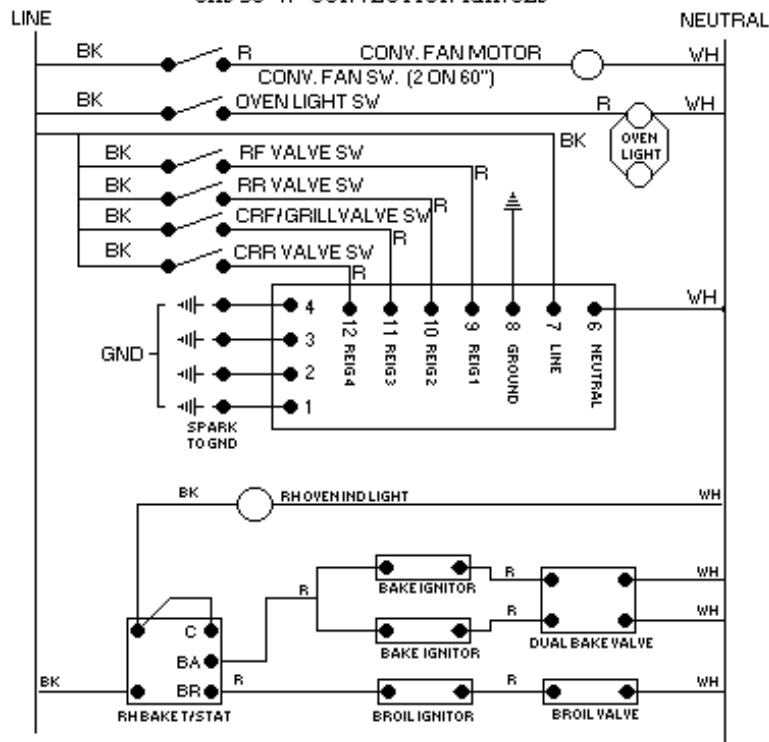 LINE
NEUTRAL
BK R CONV. FAN MOTOR WH
CONV. FAN SW. (2 ON 60")
BK OVEN LIGHT SW R WH
BK OVEN
LIGHT
BK RF VALVE SW R
BK RR VALVE SW R
BK CRF/GRILLVALVE SW R
BK CRR VALVE SW R
WH
GND
4
3
2
1
12 REIG4
11 REIG3
10 REIG2
9 REIG1
8 GROUND
7 LINE
6 NEUTRAL
SPARK
TO GND
BK RH OVEN IND LIGHT WH
R BAKE IGNITOR R WH
BAKE IGNITOR R WH
DUAL BAKE VALVE
C
BA
BK BR R R WH
RH BAKE T/STAT
BROIL IGNITOR
BROIL VALVE